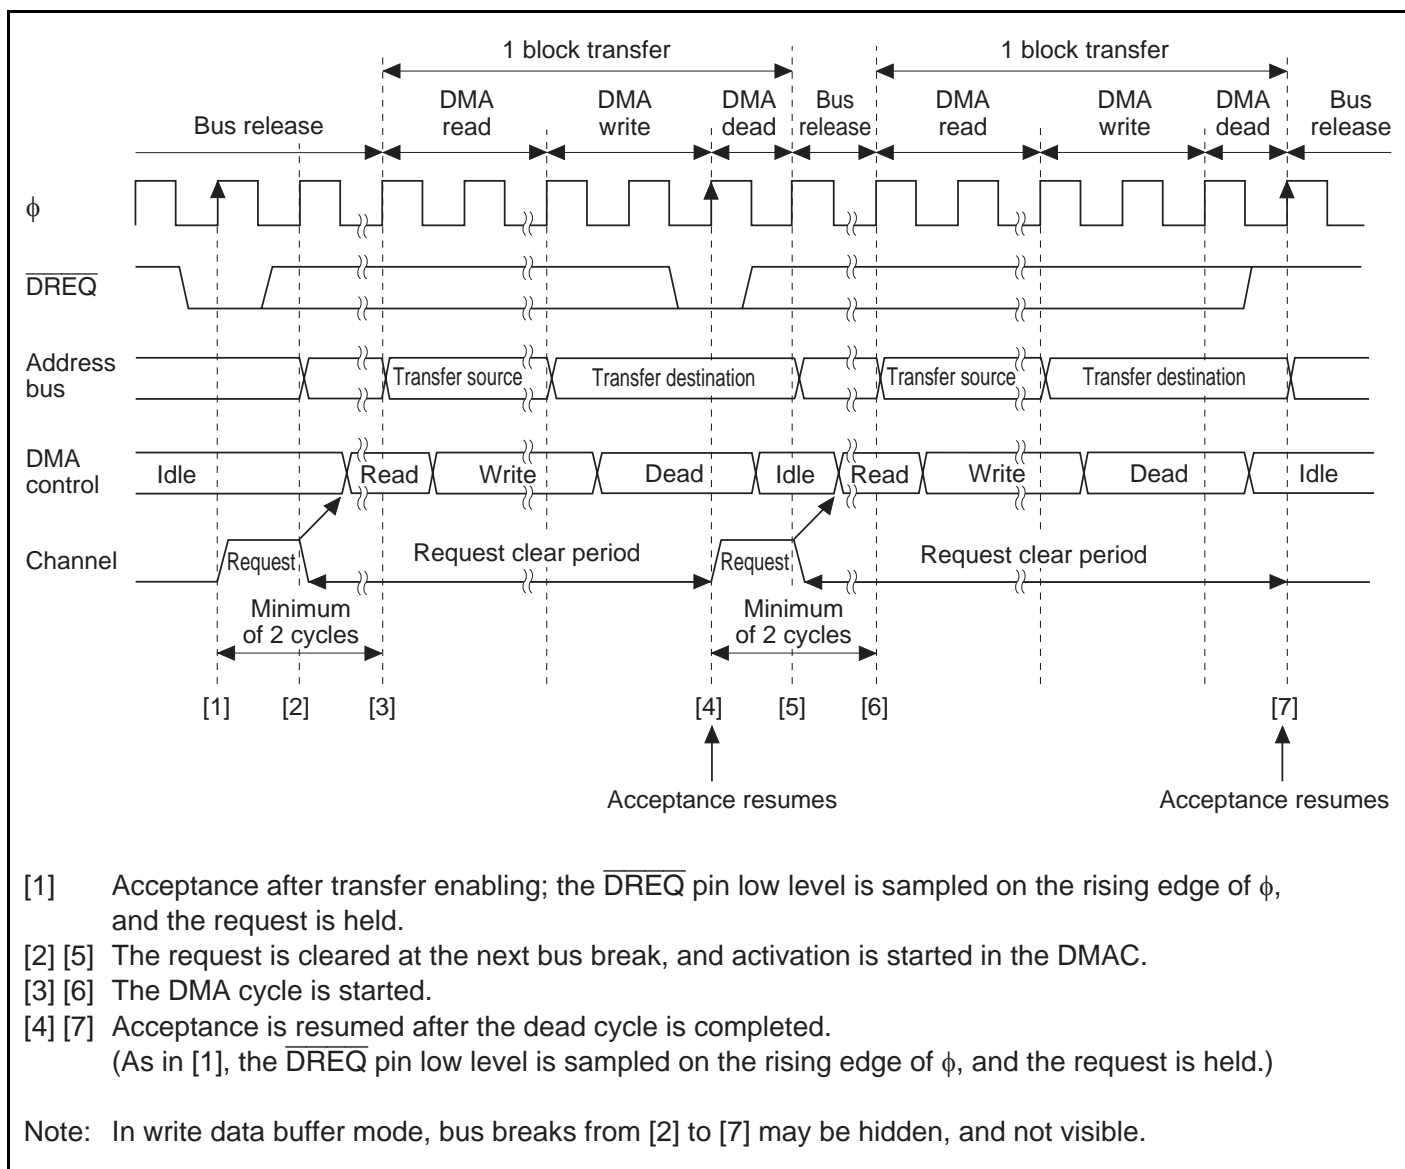 1 block transfer 1 block transfer
DMA DMA DMA Bus DMA DMA DMA Bus
Bus release read write dead release read write dead release
φ
DREQ
Address
bus
Transfer source Transfer destination Transfer source Transfer destination
DMA
control
Idle Read Write Dead Idle Read Write Dead Idle
Channel Request Request clear period Request Request clear period
Minimum Minimum
of 2 cycles of 2 cycles
[1] [2] [3] [4] [5] [6] [7]
Acceptance resumes Acceptance resumes
[1] Acceptance after transfer enabling; the DREQ pin low level is sampled on the rising edge of φ,
and the request is held.
[2] [5] The request is cleared at the next bus break, and activation is started in the DMAC.
[3] [6] The DMA cycle is started.
[4] [7] Acceptance is resumed after the dead cycle is completed.
(As in [1], the DREQ pin low level is sampled on the rising edge of φ, and the request is held.)
Note: In write data buffer mode, bus breaks from [2] to [7] may be hidden, and not visible.